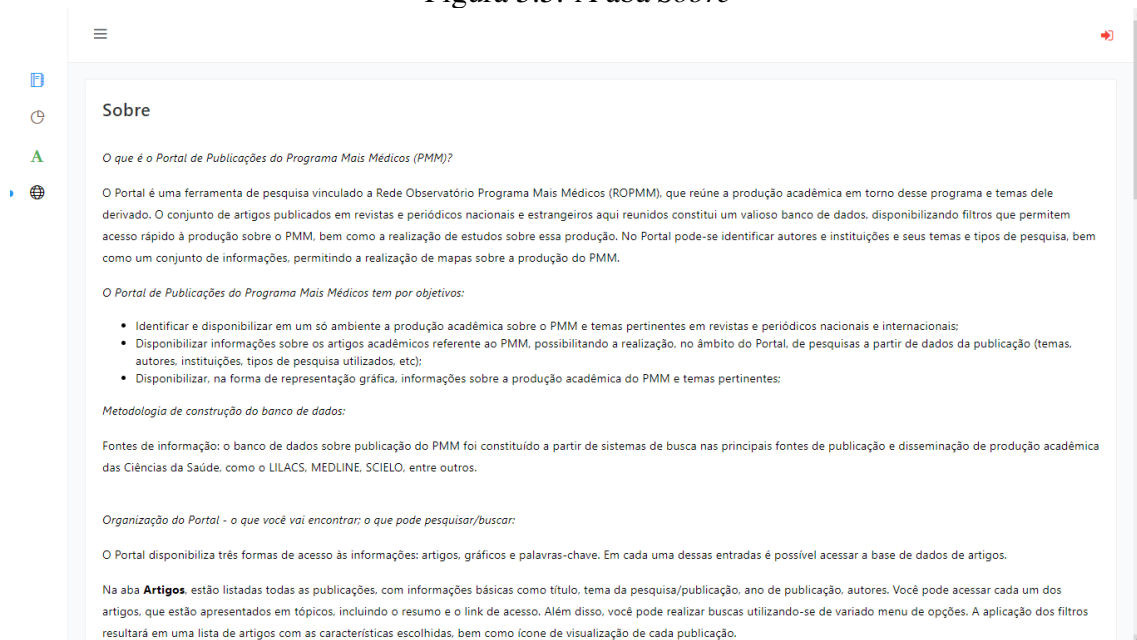 Sobre
O que é o Portal de Publicações do Programa Mais Médicos (PMM)?
O Portal é uma ferramenta de pesquisa vinculado a Rede Observatório Programa Mais Médicos (ROPMM), que reúne a produção acadêmica em torno desse programa e temas dele
derivado. O conjunto de artigos publicados em revistas e periódicos nacionais e estrangeiros aqui reunidos constitui um valioso banco de dados, disponibilizando filtros que permitem
acesso rápido à produção sobre o PMM, bem como a realização de estudos sobre essa produção. No Portal pode-se identificar autores e instituições e seus temas e tipos de pesquisa, bem
como um conjunto de informações, permitindo a realização de mapas sobre a produção do PMM.
O Portal de Publicações do Programa Mais Médicos tem por objetivos:
• Identificar e disponibilizar em um só ambiente a produção acadêmica sobre o PMM e temas pertinentes em revistas e periódicos nacionais e internacionais;
• Disponibilizar informações sobre os artigos acadêmicos referente ao PMM, possibilitando a realização, no âmbito do Portal, de pesquisas a partir de dados da publicação (temas,
autores, instituições, tipos de pesquisa utilizados, etc);
• Disponibilizar, na forma de representação gráfica, informações sobre a produção acadêmica do PMM e temas pertinentes;
Metodologia de construção do banco de dados:
Fontes de informação: o banco de dados sobre publicação do PMM foi constituído a partir de sistemas de busca nas principais fontes de publicação e disseminação de produção acadêmica
das Ciências da Saúde, como o LILACS, MEDLINE, SCIELO, entre outros.
Organização do Portal - o que você vai encontrar; o que pode pesquisar/buscar:
O Portal disponibiliza três formas de acesso às informações: artigos, gráficos e palavras-chave. Em cada uma dessas entradas é possível acessar a base de dados de artigos.
Na aba Artigos, estão listadas todas as publicações, com informações básicas como título, tema da pesquisa/publicação, ano de publicação, autores. Você pode acessar cada um dos
artigos, que estão apresentados em tópicos, incluindo o resumo e o link de acesso. Além disso, você pode realizar buscas utilizando-se de variado menu de opções. A aplicação dos filtros
resultará em uma lista de artigos com as características escolhidas, bem como ícone de visualização de cada publicação.
A